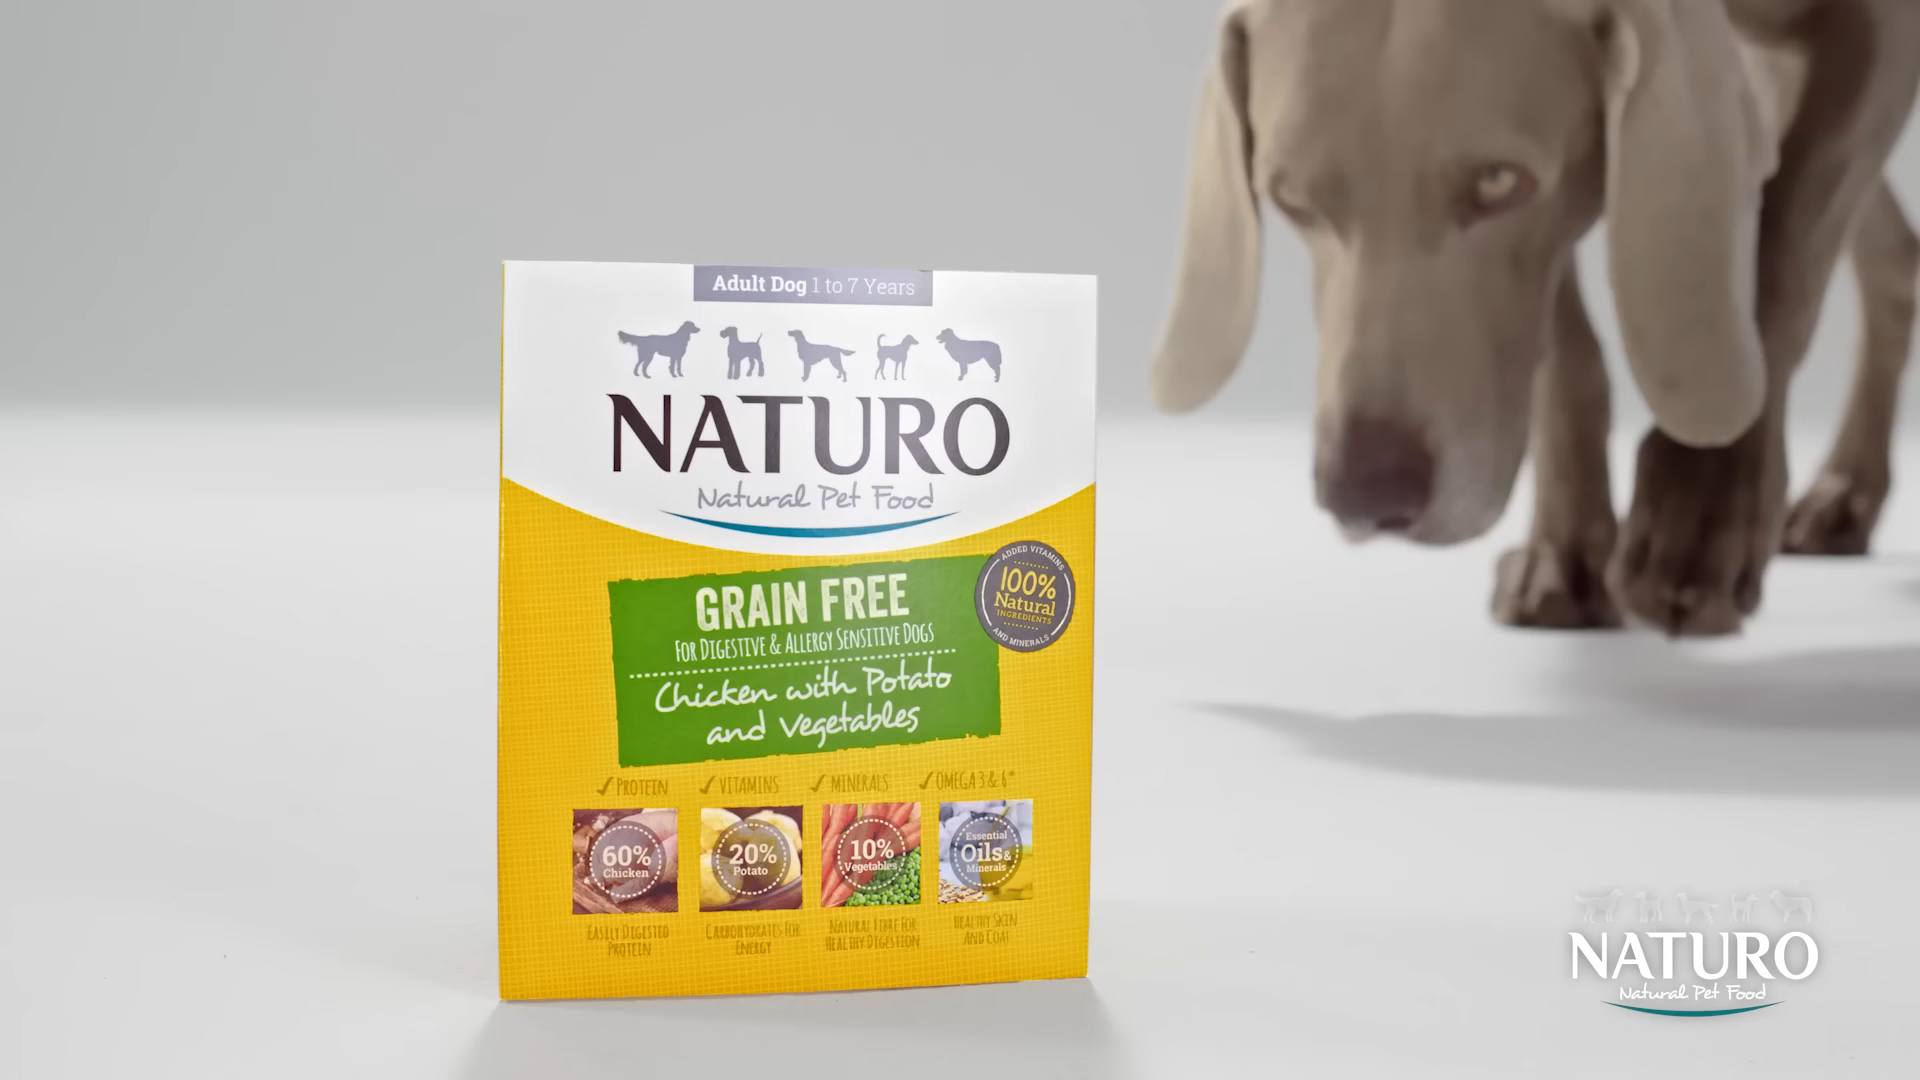 Adult Dog 1 to 7 Years
NATURO
Natural Pet Food
GRAIN FREE
FOR DIGESTIVE & ALLERGY SENSITIVE DOGS
Chicken with Potato
and Vegetables
ADDED VITAMINS
100%
Natural
INGREDIENTS
AND MINERALS
✓ PROTEIN ✓ VITAMINS ✓ MINERALS ✓ OMEGA 3 & 6*
60%
Chicken
20%
Potato
10%
Vegetables
Essential
Oils &
Minerals
EASILY DIGESTED
PROTEIN
CARBOHYDRATES FOR
ENERGY
NATURAL FIBRE FOR
HEALTHY DIGESTION
HEALTHY SKIN
AND COAT
NATURO
Natural Pet Food